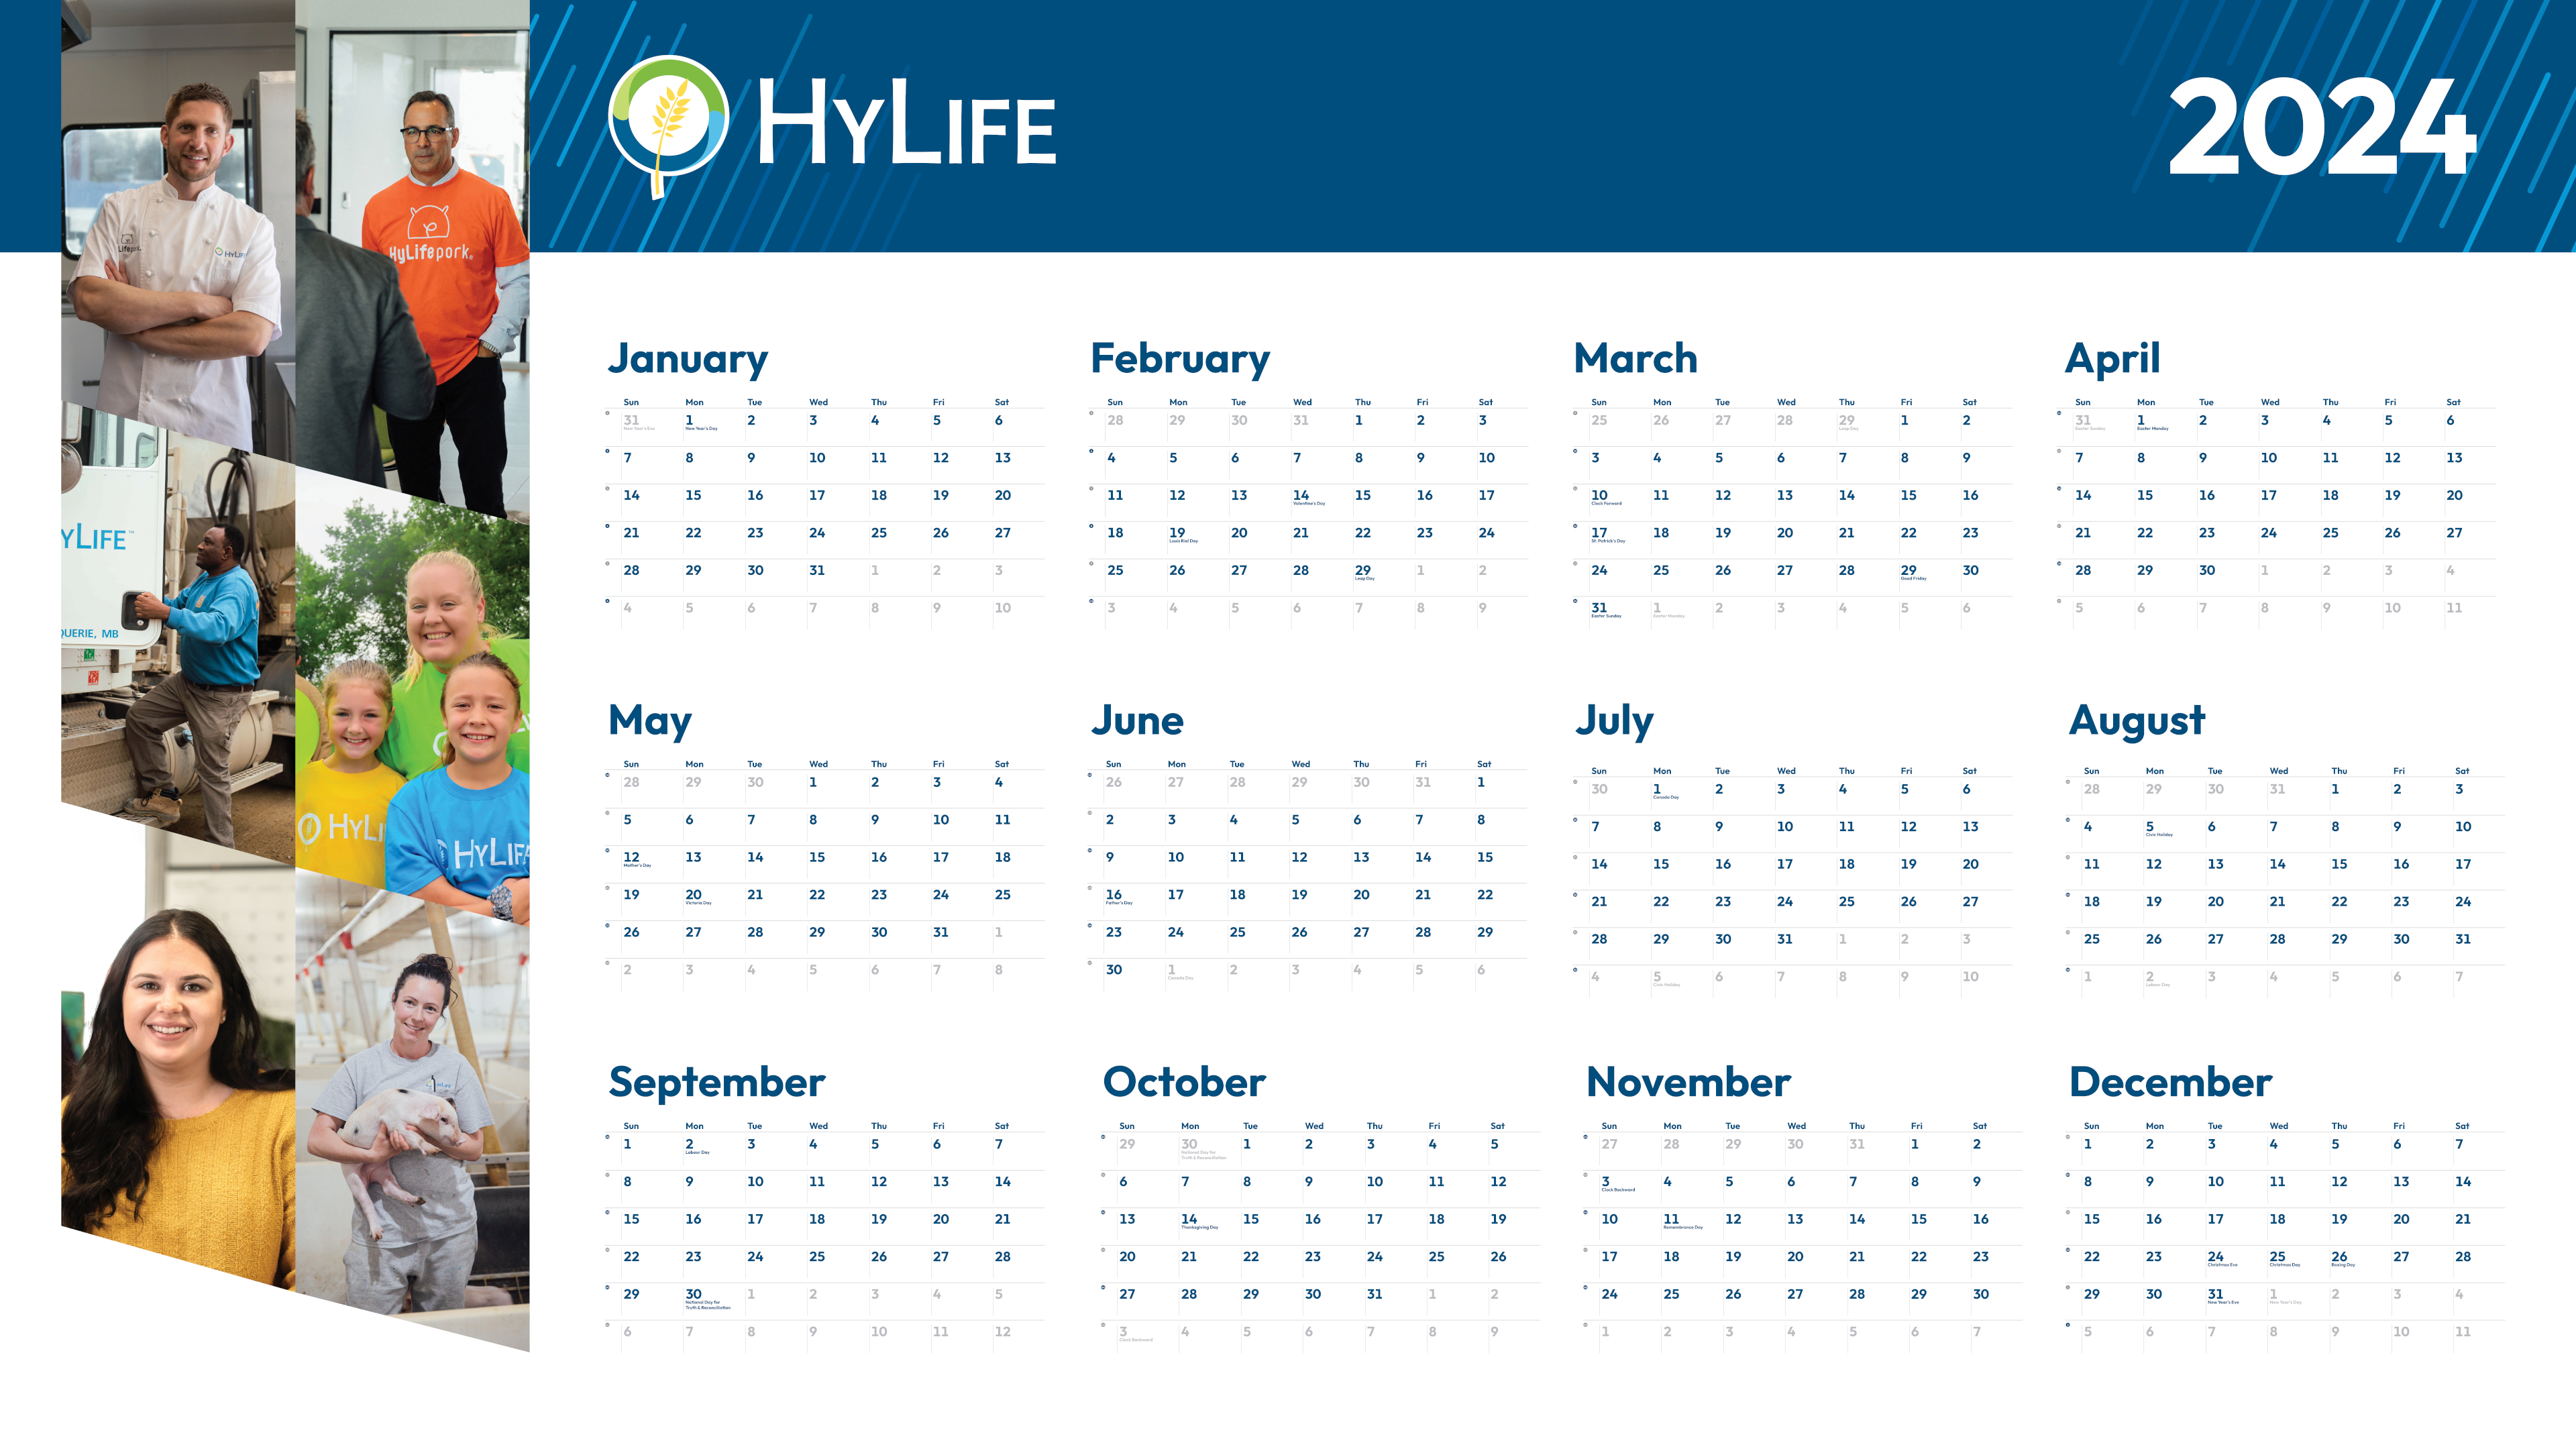 HYLIFE
2024
Lifepork
HYLIFE
HyLifepork®
YLIFE™
QUERIE, MB
HYLI
HYLIFE
January
Sun Mon Tue Wed Thu Fri Sat
31 1 2 3 4 5 6
New Year's Eve New Year's Day
7 8 9 10 11 12 13
14 15 16 17 18 19 20
21 22 23 24 25 26 27
28 29 30 31 1 2 3
4 5 6 7 8 9 10
February
Sun Mon Tue Wed Thu Fri Sat
28 29 30 31 1 2 3
4 5 6 7 8 9 10
11 12 13 14 15 16 17
Valentine's Day
18 19 20 21 22 23 24
Louis Riel Day
25 26 27 28 29 1 2
Leap Day
3 4 5 6 7 8 9
March
Sun Mon Tue Wed Thu Fri Sat
25 26 27 28 29 1 2
Leap Day
3 4 5 6 7 8 9
10 11 12 13 14 15 16
Clock Forward
17 18 19 20 21 22 23
St. Patrick's Day
24 25 26 27 28 29 30
Good Friday
31 1 2 3 4 5 6
Easter Sunday Easter Monday
April
Sun Mon Tue Wed Thu Fri Sat
31 1 2 3 4 5 6
Easter Sunday Easter Monday
7 8 9 10 11 12 13
14 15 16 17 18 19 20
21 22 23 24 25 26 27
28 29 30 1 2 3 4
5 6 7 8 9 10 11
May
Sun Mon Tue Wed Thu Fri Sat
28 29 30 1 2 3 4
5 6 7 8 9 10 11
12 13 14 15 16 17 18
Mother's Day
19 20 21 22 23 24 25
Victoria Day
26 27 28 29 30 31 1
2 3 4 5 6 7 8
June
Sun Mon Tue Wed Thu Fri Sat
26 27 28 29 30 31 1
2 3 4 5 6 7 8
9 10 11 12 13 14 15
16 17 18 19 20 21 22
Father's Day
23 24 25 26 27 28 29
30 1 2 3 4 5 6
Canada Day
July
Sun Mon Tue Wed Thu Fri Sat
30 1 2 3 4 5 6
Canada Day
7 8 9 10 11 12 13
14 15 16 17 18 19 20
21 22 23 24 25 26 27
28 29 30 31 1 2 3
4 5 6 7 8 9 10
Civic Holiday
August
Sun Mon Tue Wed Thu Fri Sat
28 29 30 31 1 2 3
4 5 6 7 8 9 10
Civic Holiday
11 12 13 14 15 16 17
18 19 20 21 22 23 24
25 26 27 28 29 30 31
1 2 3 4 5 6 7
Labour Day
September
Sun Mon Tue Wed Thu Fri Sat
1 2 3 4 5 6 7
Labour Day
8 9 10 11 12 13 14
15 16 17 18 19 20 21
22 23 24 25 26 27 28
29 30 1 2 3 4 5
National Day for
Truth & Reconciliation
6 7 8 9 10 11 12
October
Sun Mon Tue Wed Thu Fri Sat
29 30 1 2 3 4 5
National Day for
Truth & Reconciliation
6 7 8 9 10 11 12
13 14 15 16 17 18 19
Thanksgiving Day
20 21 22 23 24 25 26
27 28 29 30 31 1 2
3 4 5 6 7 8 9
Clock Backward
November
Sun Mon Tue Wed Thu Fri Sat
27 28 29 30 31 1 2
3 4 5 6 7 8 9
Clock Backward
10 11 12 13 14 15 16
Remembrance Day
17 18 19 20 21 22 23
24 25 26 27 28 29 30
1 2 3 4 5 6 7
December
Sun Mon Tue Wed Thu Fri Sat
1 2 3 4 5 6 7
8 9 10 11 12 13 14
15 16 17 18 19 20 21
22 23 24 25 26 27 28
Christmas Eve Christmas Day Boxing Day
29 30 31 1 2 3 4
New Year's Eve New Year's Day
5 6 7 8 9 10 11